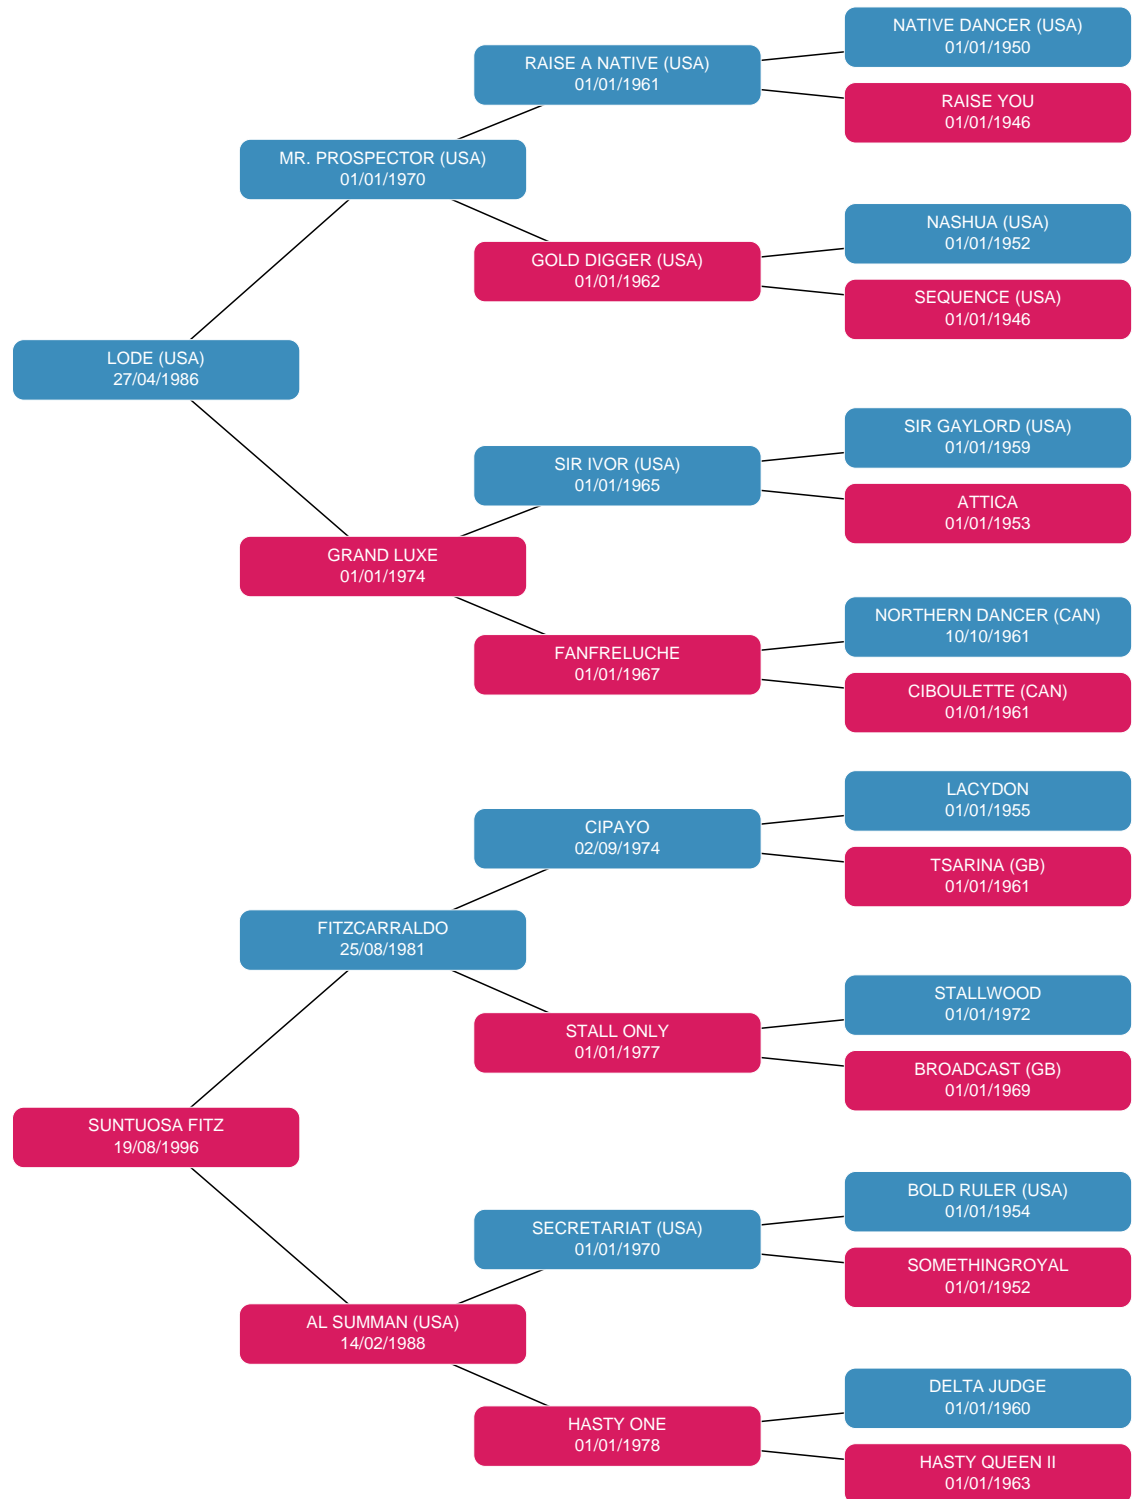 NATIVE DANCER (USA)
01/01/1950
RAISE A NATIVE (USA)
01/01/1961
RAISE YOU
01/01/1946
MR. PROSPECTOR (USA)
01/01/1970
NASHUA (USA)
01/01/1952
GOLD DIGGER (USA)
01/01/1962
SEQUENCE (USA)
01/01/1946
LODE (USA)
27/04/1986
SIR GAYLORD (USA)
01/01/1959
SIR IVOR (USA)
01/01/1965
ATTICA
01/01/1953
GRAND LUXE
01/01/1974
NORTHERN DANCER (CAN)
10/10/1961
FANFRELUCHE
01/01/1967
CIBOULETTE (CAN)
01/01/1961
LACYDON
01/01/1955
CIPAYO
02/09/1974
TSARINA (GB)
01/01/1961
FITZCARRALDO
25/08/1981
STALLWOOD
01/01/1972
STALL ONLY
01/01/1977
BROADCAST (GB)
01/01/1969
SUNTUOSA FITZ
19/08/1996
BOLD RULER (USA)
01/01/1954
SECRETARIAT (USA)
01/01/1970
SOMETHINGROYAL
01/01/1952
AL SUMMAN (USA)
14/02/1988
DELTA JUDGE
01/01/1960
HASTY ONE
01/01/1978
HASTY QUEEN II
01/01/1963